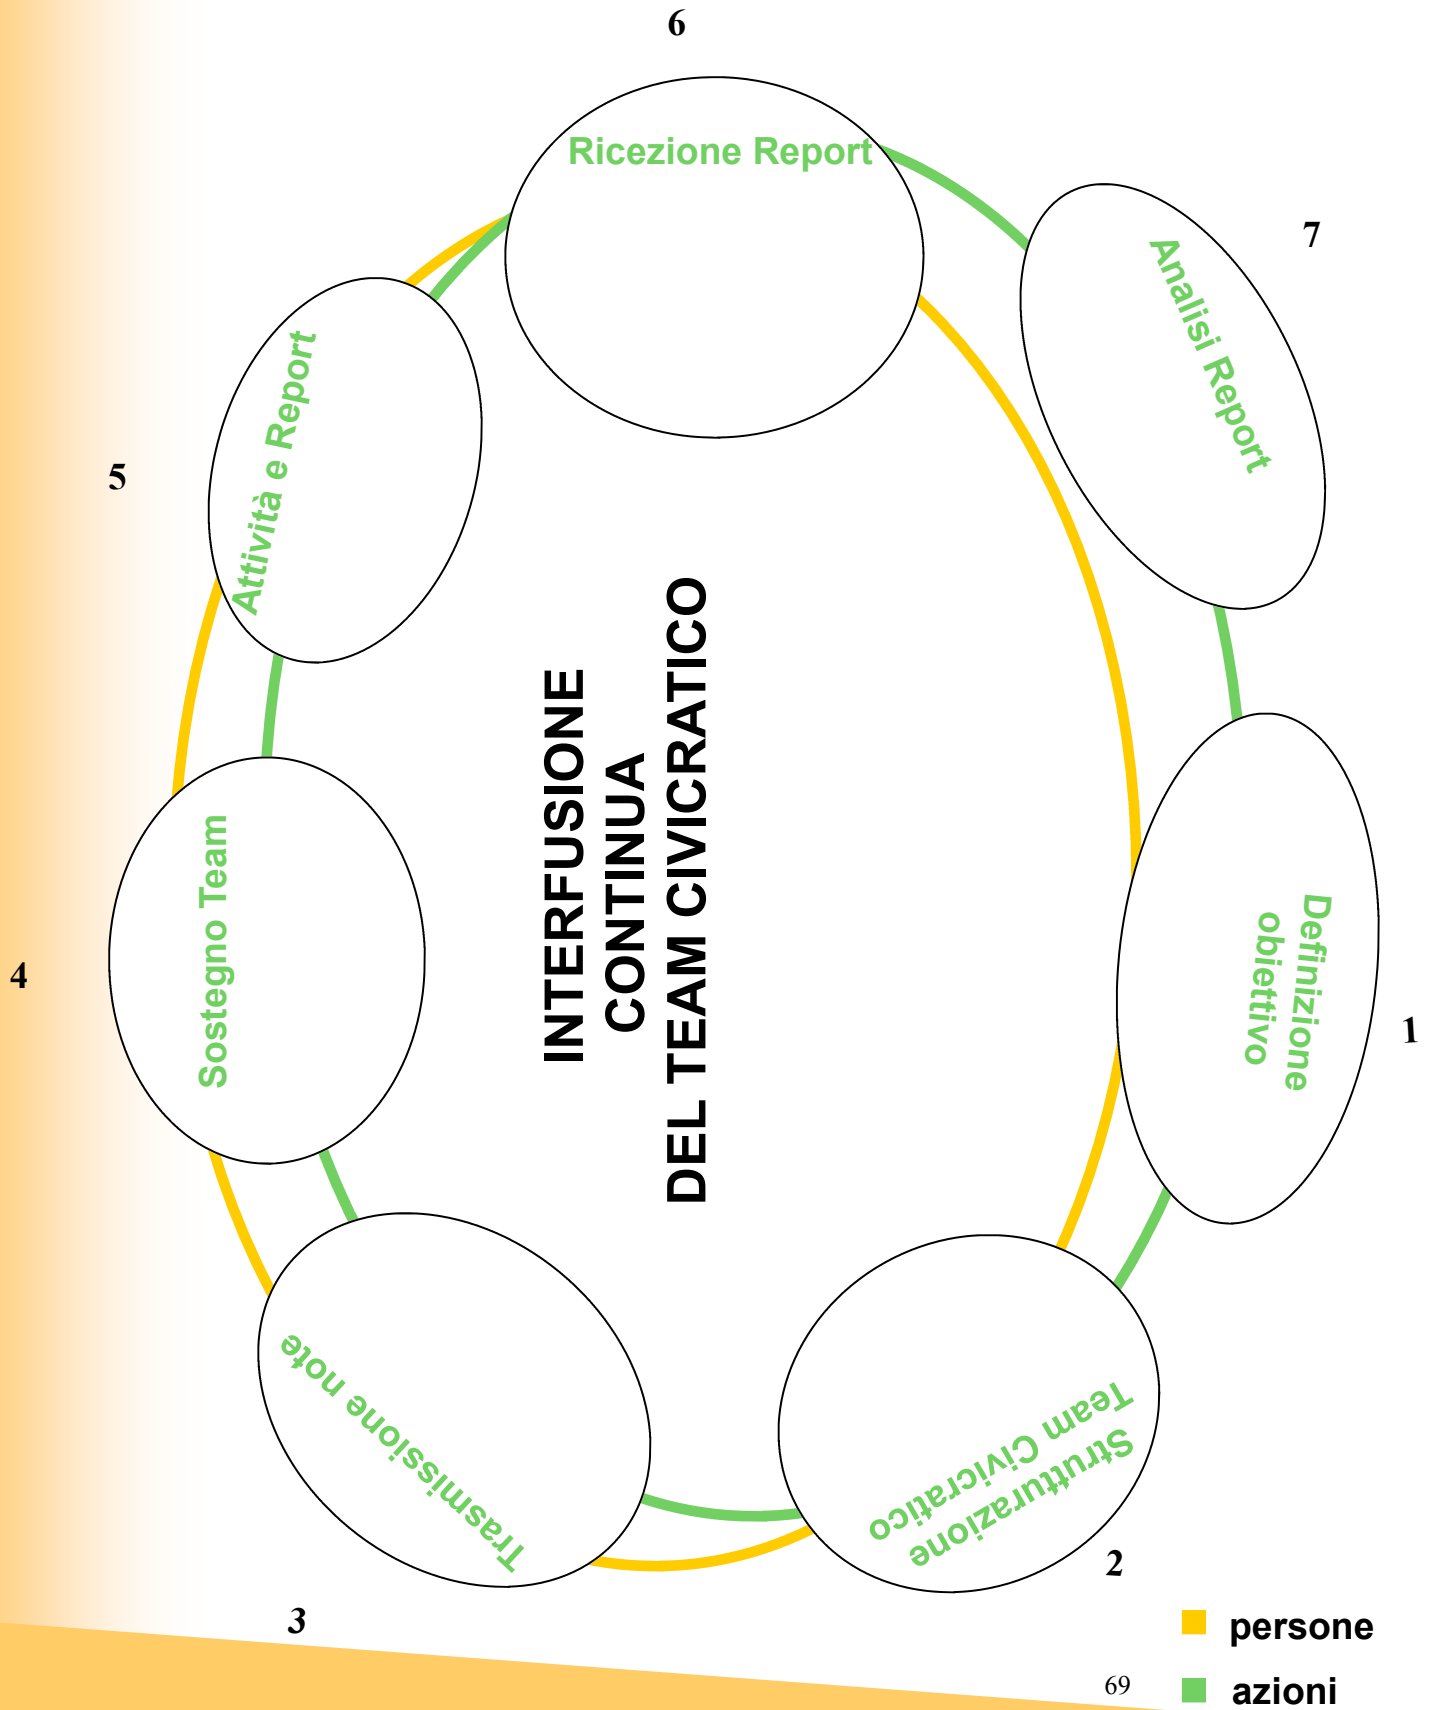 6
Ricezione Report
7
Analisi Report
5
Attività e Report
INTERFUSIONE
CONTINUA
DEL TEAM CIVICRATICO
4
Sostegno Team
1
Definizione
obiettivo
Trasmissione note
3
Strutturazione
Team Civicratico
2
persone
azioni
69